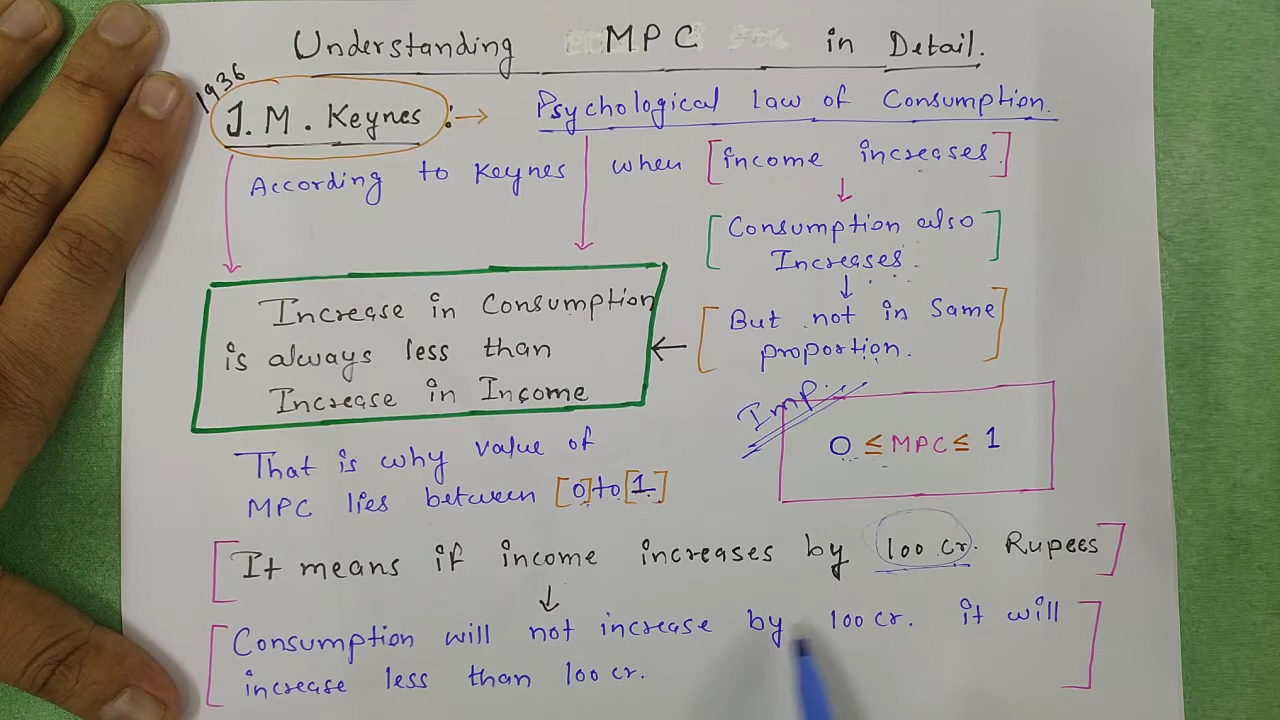 Understanding MPC in Detail.
1936
J. M. Keynes :→ Psychological law of Consumption.
According to Keynes when [income increases.]
↓
[Consumption also
Increases.]
↓
[But not in Same
proportion.]
Increase in Consumption
is always less than
Increase in Income
←
Imp.
0 ≤ MPC ≤ 1
That is why value of
MPC lies between [0] to [1]
[It means if income increases by 100 cr. Rupees]
↓
[Consumption will not increase by 100 cr. it will
increase less than 100 cr.]